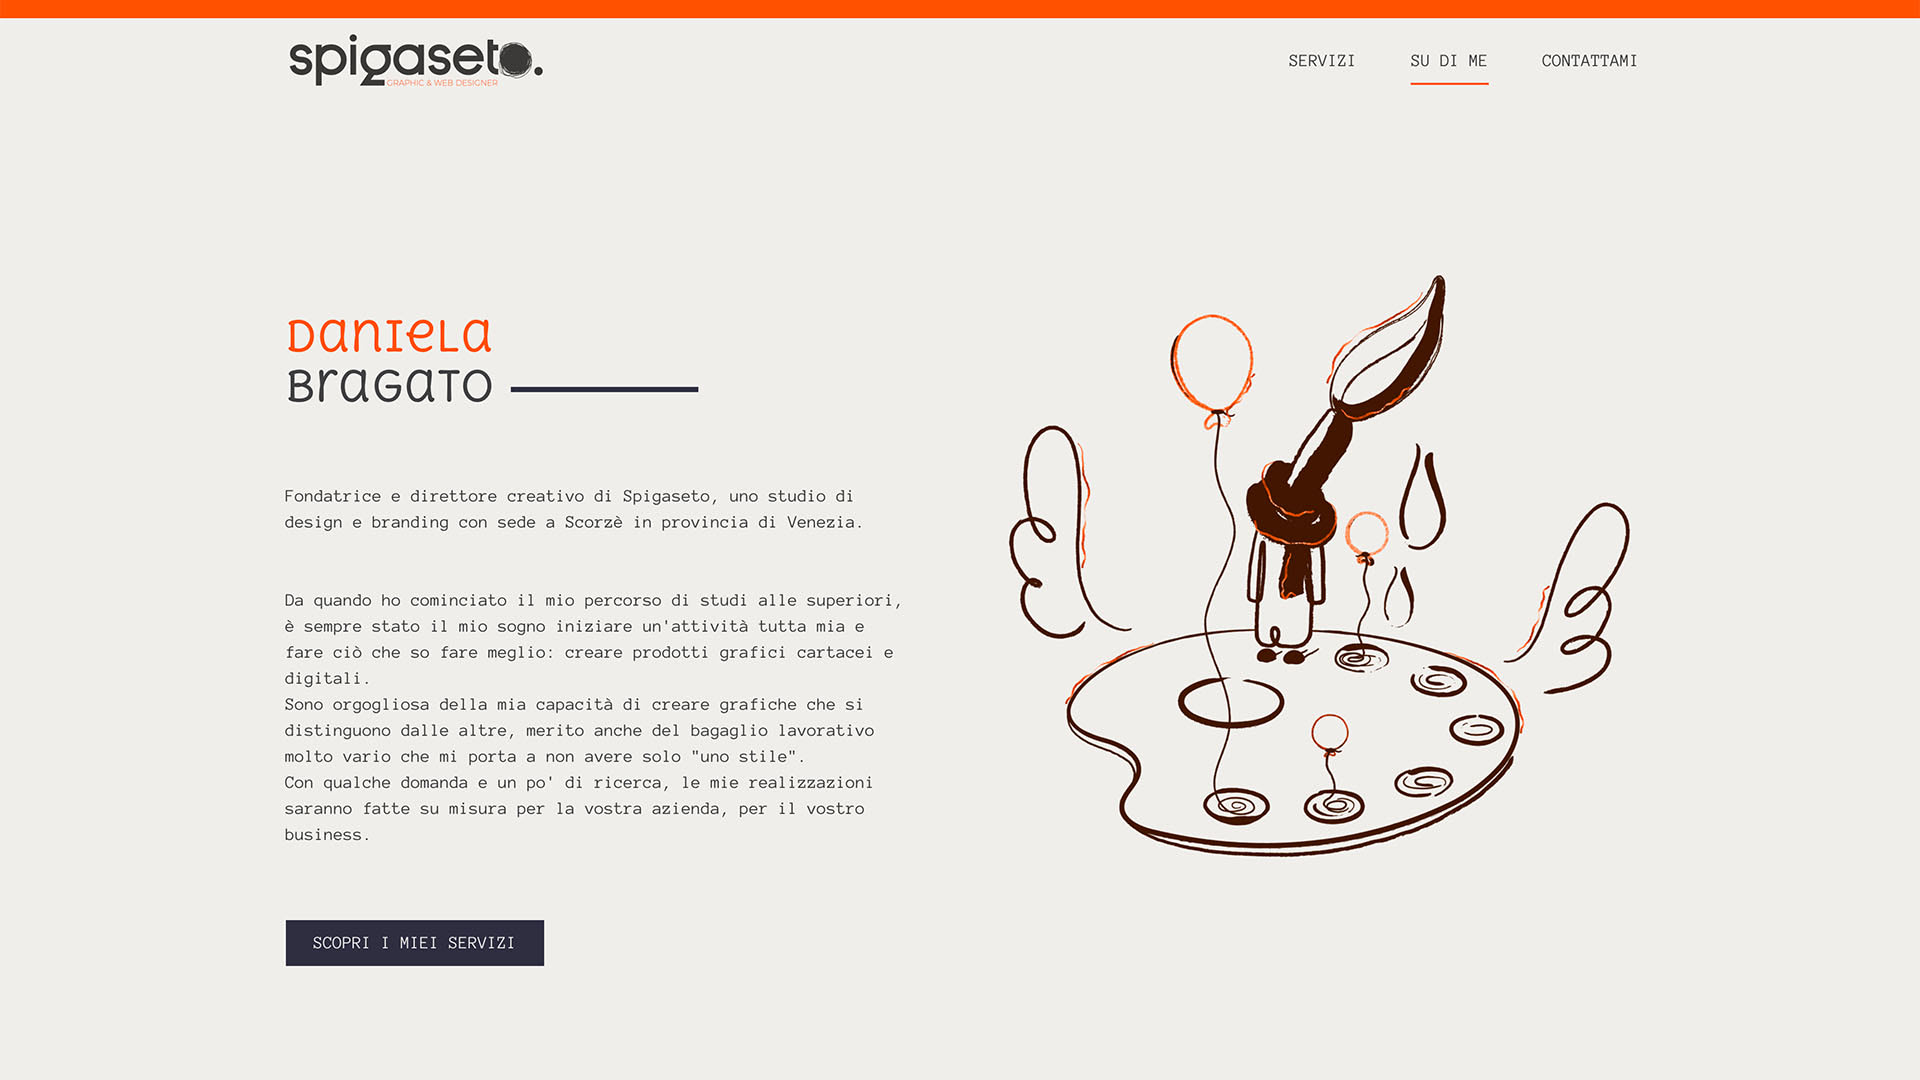 spigaseto.
GRAPHIC & WEB DESIGNER
SERVIZI
SU DI ME
CONTATTAMI
Daniela
Bragato
Fondatrice e direttore creativo di Spigaseto, uno studio di
design e branding con sede a Scorzè in provincia di Venezia.
Da quando ho cominciato il mio percorso di studi alle superiori,
è sempre stato il mio sogno iniziare un'attività tutta mia e
fare ciò che so fare meglio: creare prodotti grafici cartacei e
digitali.
Sono orgogliosa della mia capacità di creare grafiche che si
distinguono dalle altre, merito anche del bagaglio lavorativo
molto vario che mi porta a non avere solo "uno stile".
Con qualche domanda e un po' di ricerca, le mie realizzazioni
saranno fatte su misura per la vostra azienda, per il vostro
business.
SCOPRI I MIEI SERVIZI